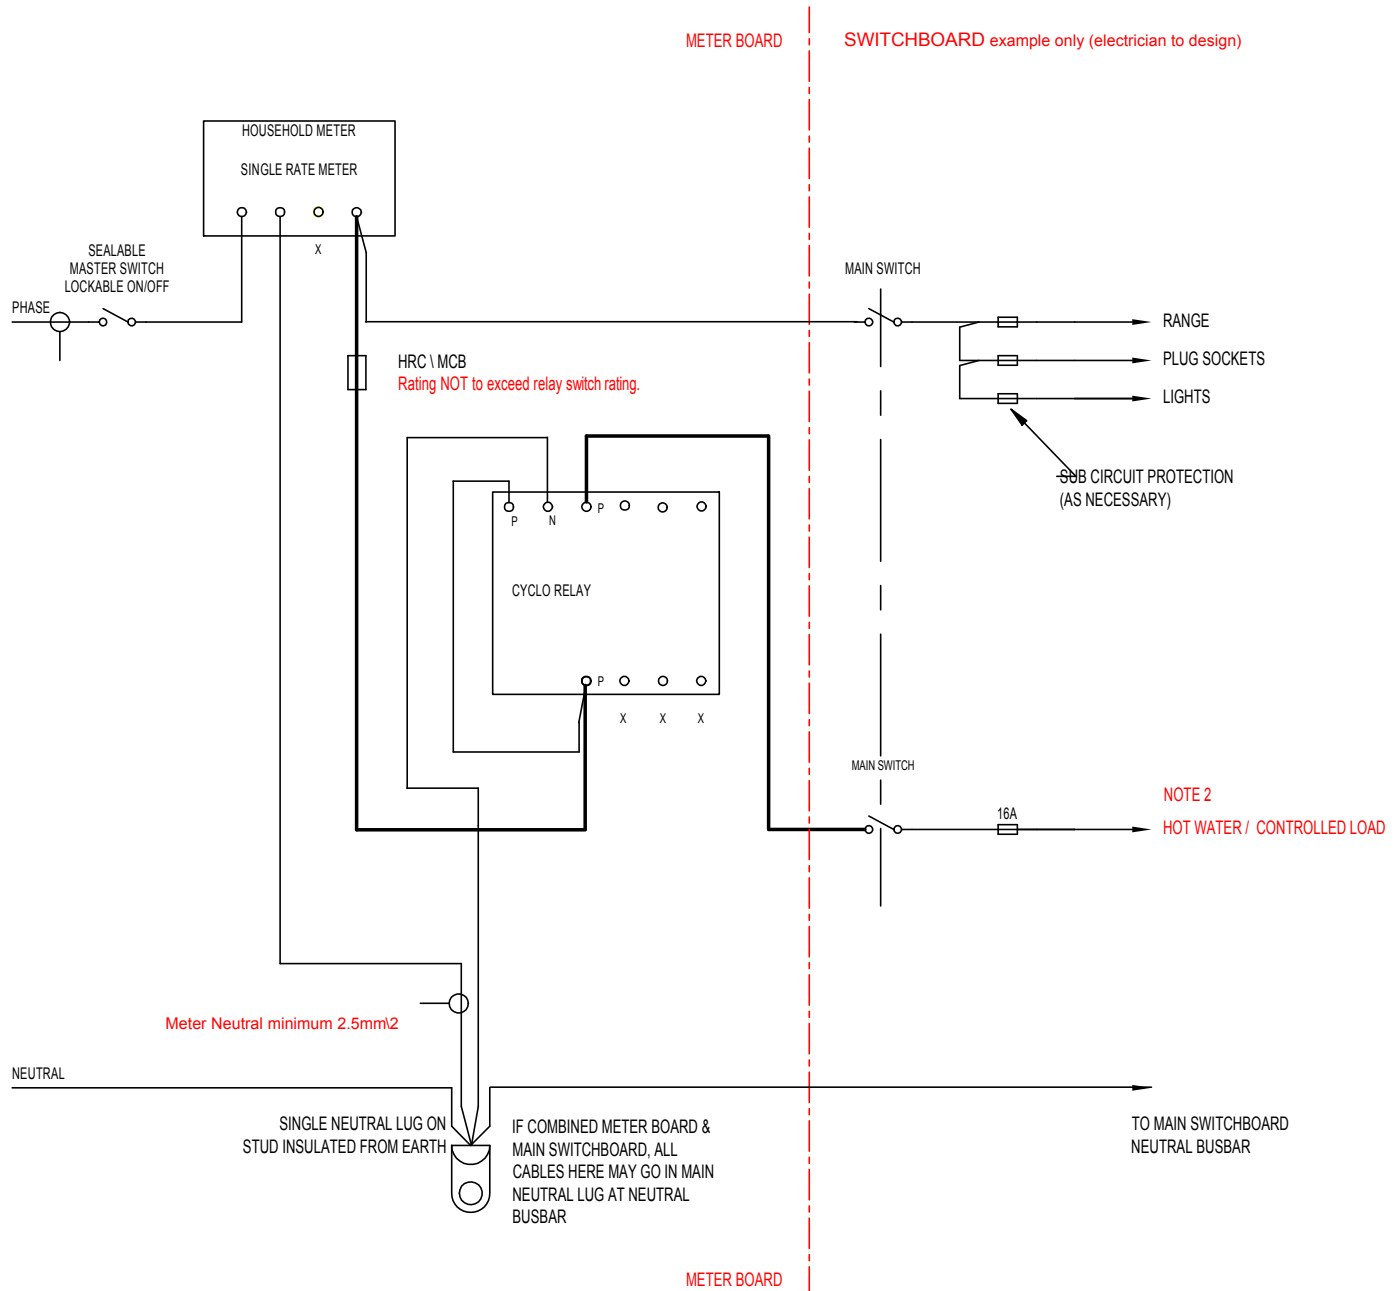 METER BOARD
SWITCHBOARD example only (electrician to design)
HOUSEHOLD METER
SINGLE RATE METER
X
SEALABLE
MASTER SWITCH
LOCKABLE ON/OFF
PHASE
MAIN SWITCH
RANGE
PLUG SOCKETS
LIGHTS
HRC \ MCB
Rating NOT to exceed relay switch rating.
SUB CIRCUIT PROTECTION
(AS NECESSARY)
P
N
P
CYCLO RELAY
P
X
X
X
MAIN SWITCH
16A
NOTE 2
HOT WATER / CONTROLLED LOAD
Meter Neutral minimum 2.5mm\2
NEUTRAL
SINGLE NEUTRAL LUG ON
STUD INSULATED FROM EARTH
IF COMBINED METER BOARD &
MAIN SWITCHBOARD, ALL
CABLES HERE MAY GO IN MAIN
NEUTRAL LUG AT NEUTRAL
BUSBAR
TO MAIN SWITCHBOARD
NEUTRAL BUSBAR
METER BOARD